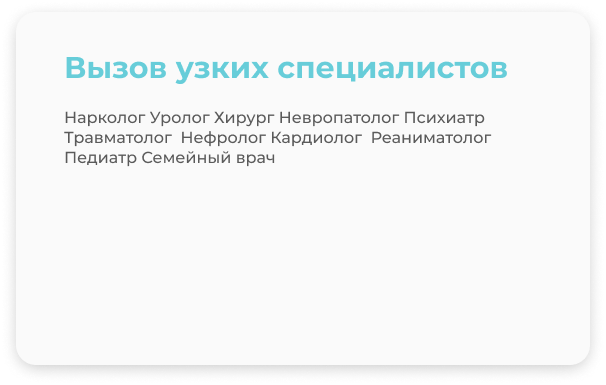 Вызов узких специалистов
Нарколог Уролог Хирург Невропатолог Психиатр
Травматолог  Нефролог Кардиолог  Реаниматолог
Педиатр Семейный врач